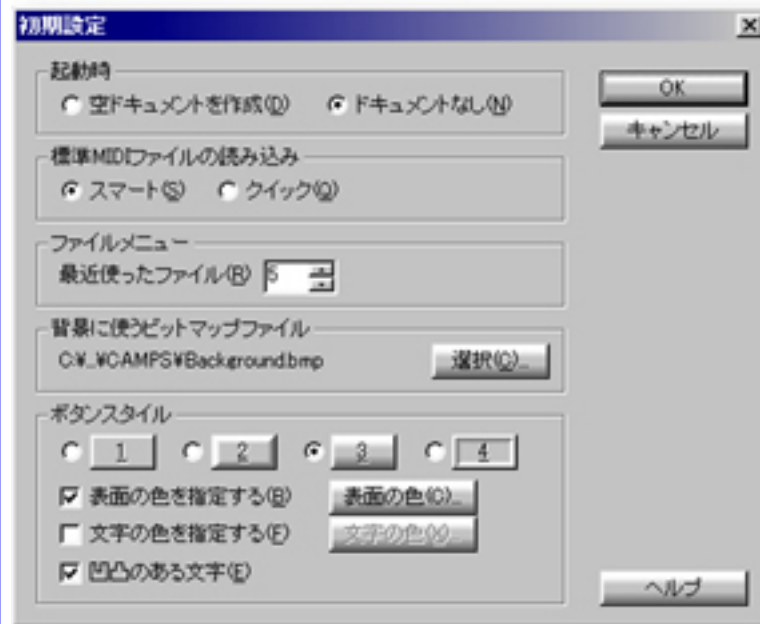 初期設定
起動時
空ドキュメントを作成(D) ドキュメントなし(N)
OK
キャンセル
標準MIDIファイルの読み込み
スマート(S) クイック(Q)
ファイルメニュー
最近使ったファイル(R) 5
背景に使うビットマップファイル
C:¥...¥CAMPS¥Background.bmp 選択(C)...
ボタンスタイル
1 2 3 4
表面の色を指定する(B) 表面の色(O)...
文字の色を指定する(F)
凹凸のある文字(E)
ヘルプ